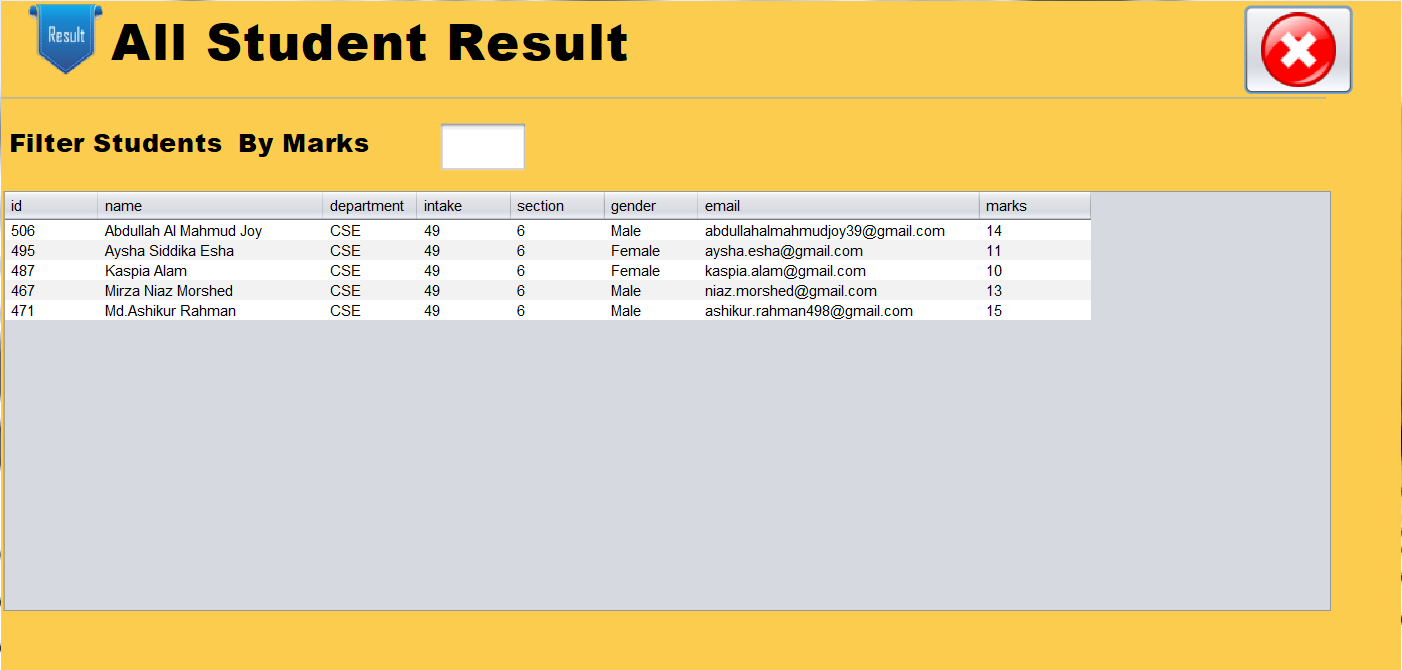 Result
All Student Result
Filter Students By Marks
id name department intake section gender email marks
506 Abdullah Al Mahmud Joy CSE 49 6 Male abdullahalmahmudjoy39@gmail.com 14
495 Aysha Siddika Esha CSE 49 6 Female aysha.esha@gmail.com 11
487 Kaspia Alam CSE 49 6 Female kaspia.alam@gmail.com 10
467 Mirza Niaz Morshed CSE 49 6 Male niaz.morshed@gmail.com 13
471 Md.Ashikur Rahman CSE 49 6 Male ashikur.rahman498@gmail.com 15